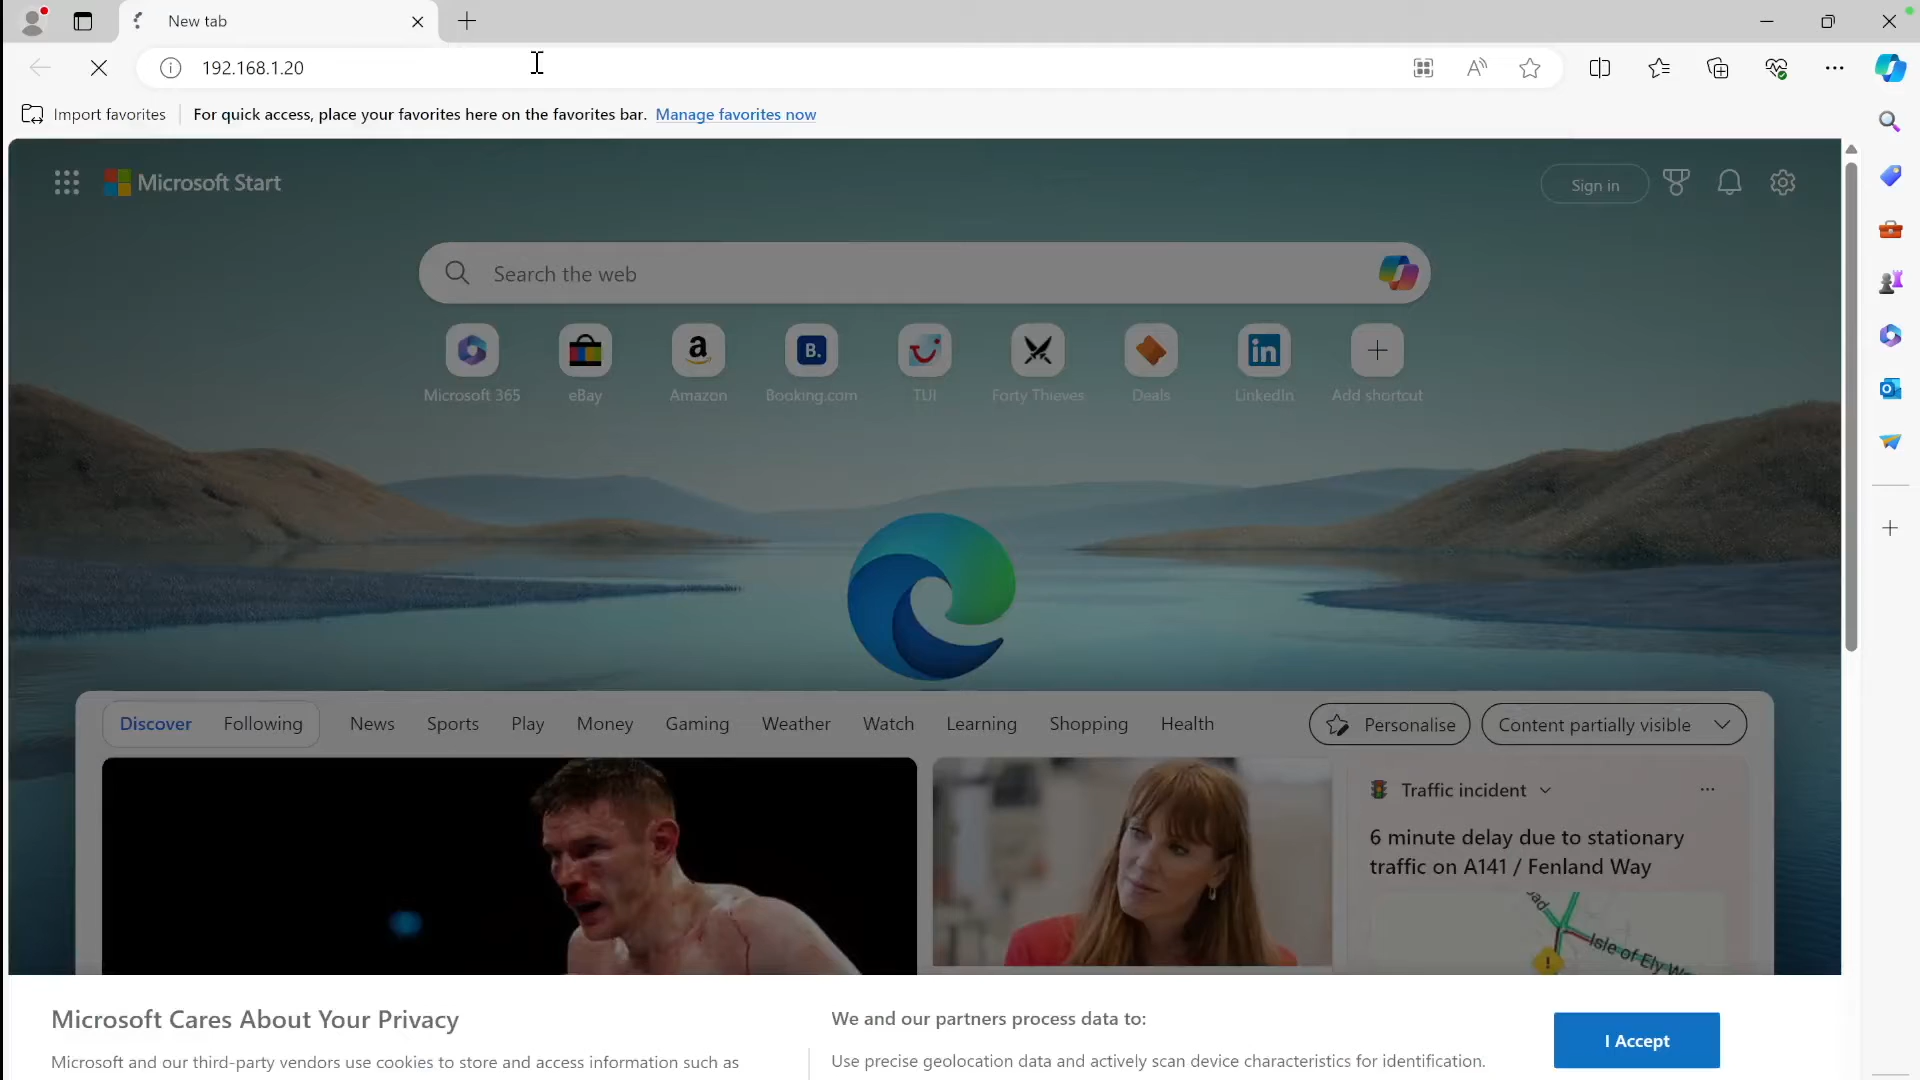 New tab
192.168.1.20
Import favorites
For quick access, place your favorites here on the favorites bar. Manage favorites now
Microsoft Start
Sign in
Search the web
Microsoft 365
eBay
Amazon
Booking.com
TUI
Forty Thieves
Deals
LinkedIn
Add shortcut
Discover
Following
News
Sports
Play
Money
Gaming
Weather
Watch
Learning
Shopping
Health
Personalise
Content partially visible
Traffic incident
6 minute delay due to stationary
traffic on A141 / Fenland Way
Isle of Ely
Microsoft Cares About Your Privacy
Microsoft and our third-party vendors use cookies to store and access information such as
We and our partners process data to:
Use precise geolocation data and actively scan device characteristics for identification.
I Accept